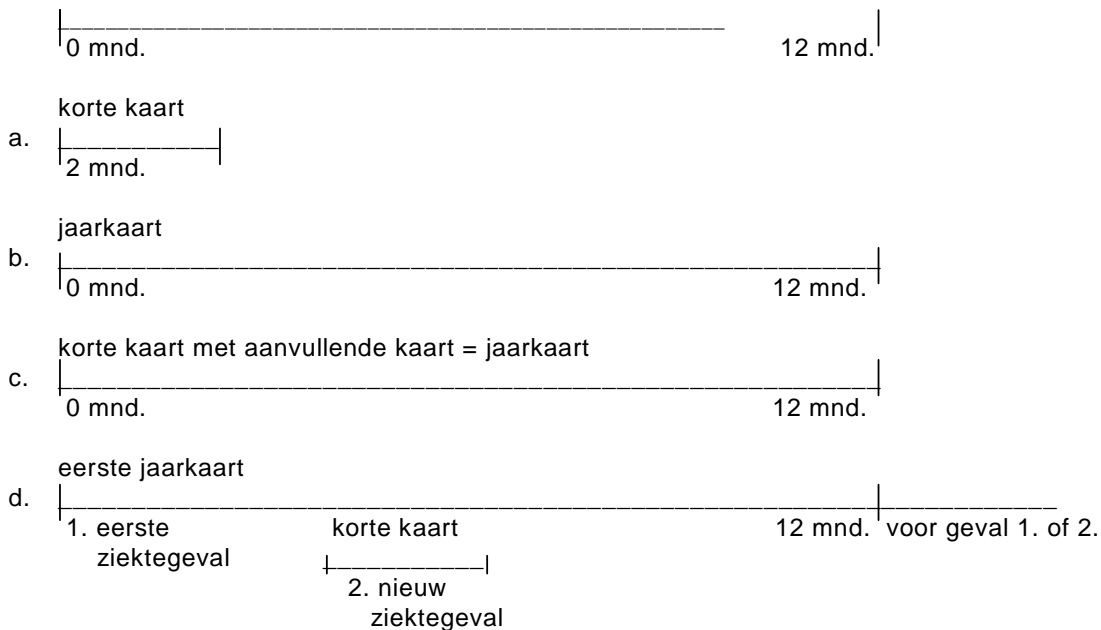 0 mnd. 12 mnd.
korte kaart
a.
2 mnd.
jaarkaart
b.
0 mnd. 12 mnd.
korte kaart met aanvullende kaart = jaarkaart
c.
0 mnd. 12 mnd.
eerste jaarkaart
d.
1. eerste korte kaart 12 mnd. voor geval 1. of 2.
ziektegeval
2. nieuw
ziektegeval